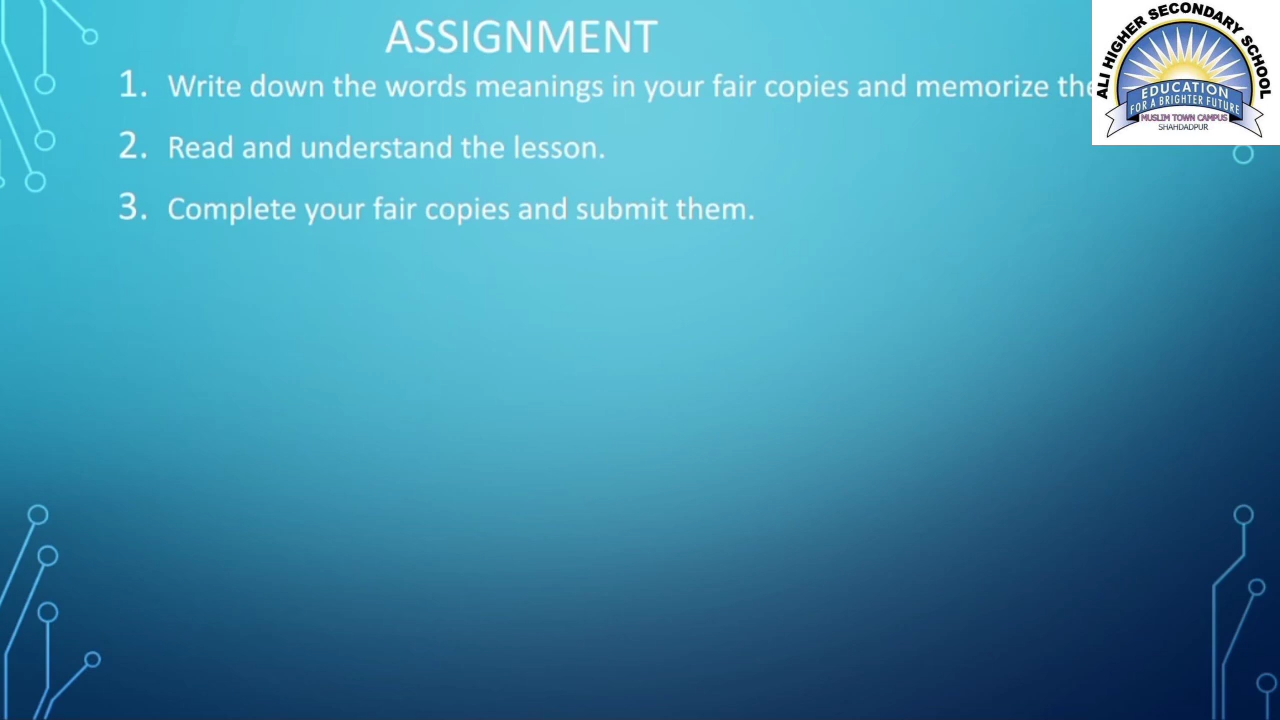 ASSIGNMENT
1. Write down the words meanings in your fair copies and memorize
2. Read and understand the lesson.
3. Complete your fair copies and submit them.
ALI HIGHER SECONDARY SCHOOL
EDUCATION
FOR A BRIGHTER FUTURE
MUSLIM TOWN CAMPUS
SHAHDADPUR